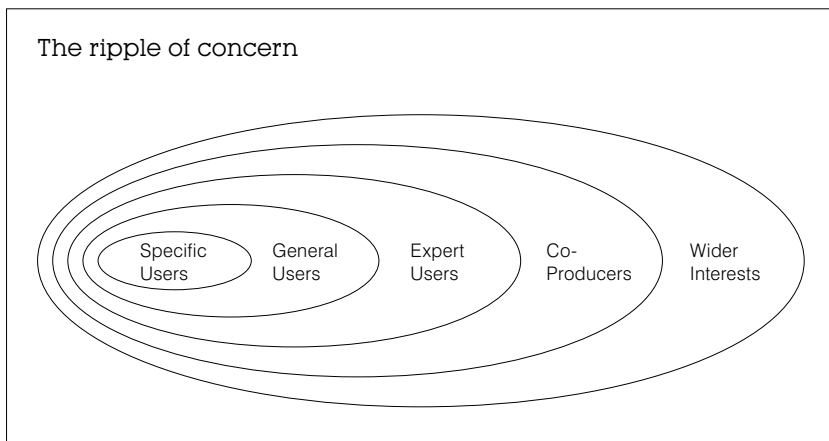 The ripple of concern
Specific
Users
General
Users
Expert
Users
Co-
Producers
Wider
Interests